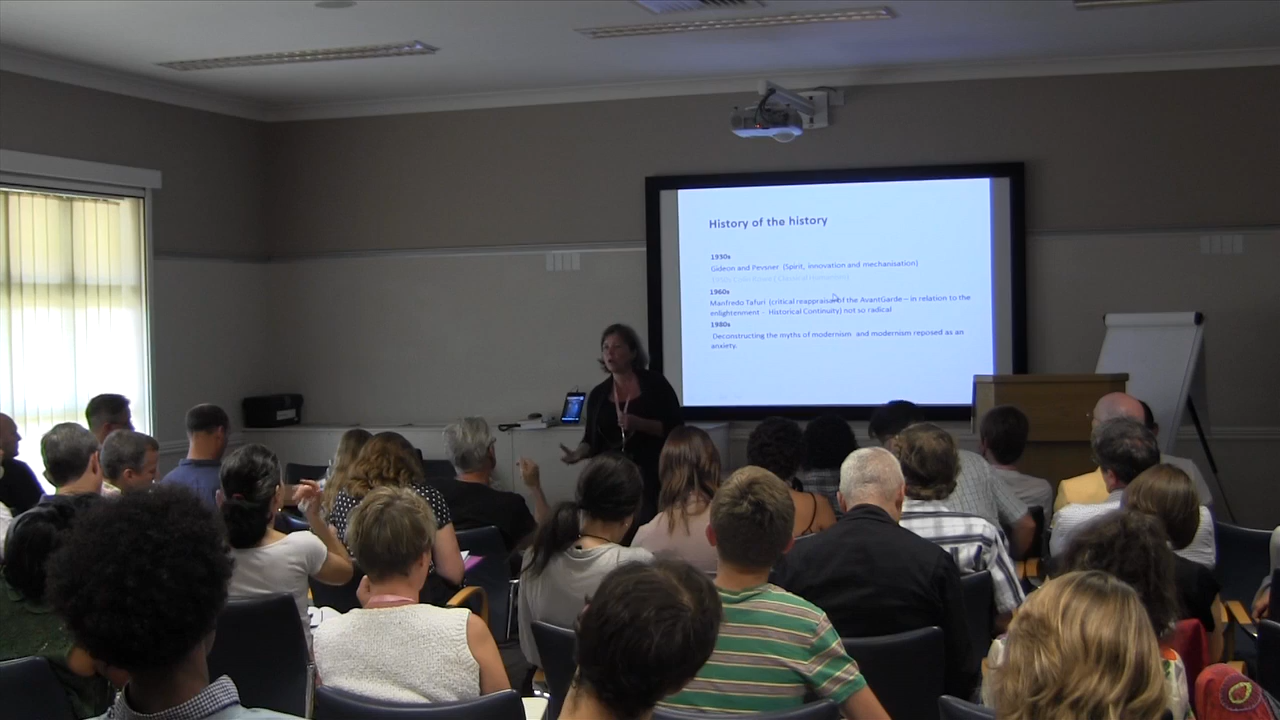 History of the history
1930s
Gideon and Pevsner (Spirit, innovation and mechanisation)
1960s
Manfredo Tafuri (critical reappraisal of the AvantGarde – in relation to the
enlightenment - Historical Continuity) not so radical
1980s
Deconstructing the myths of modernism and modernism reposed as an
anxiety.